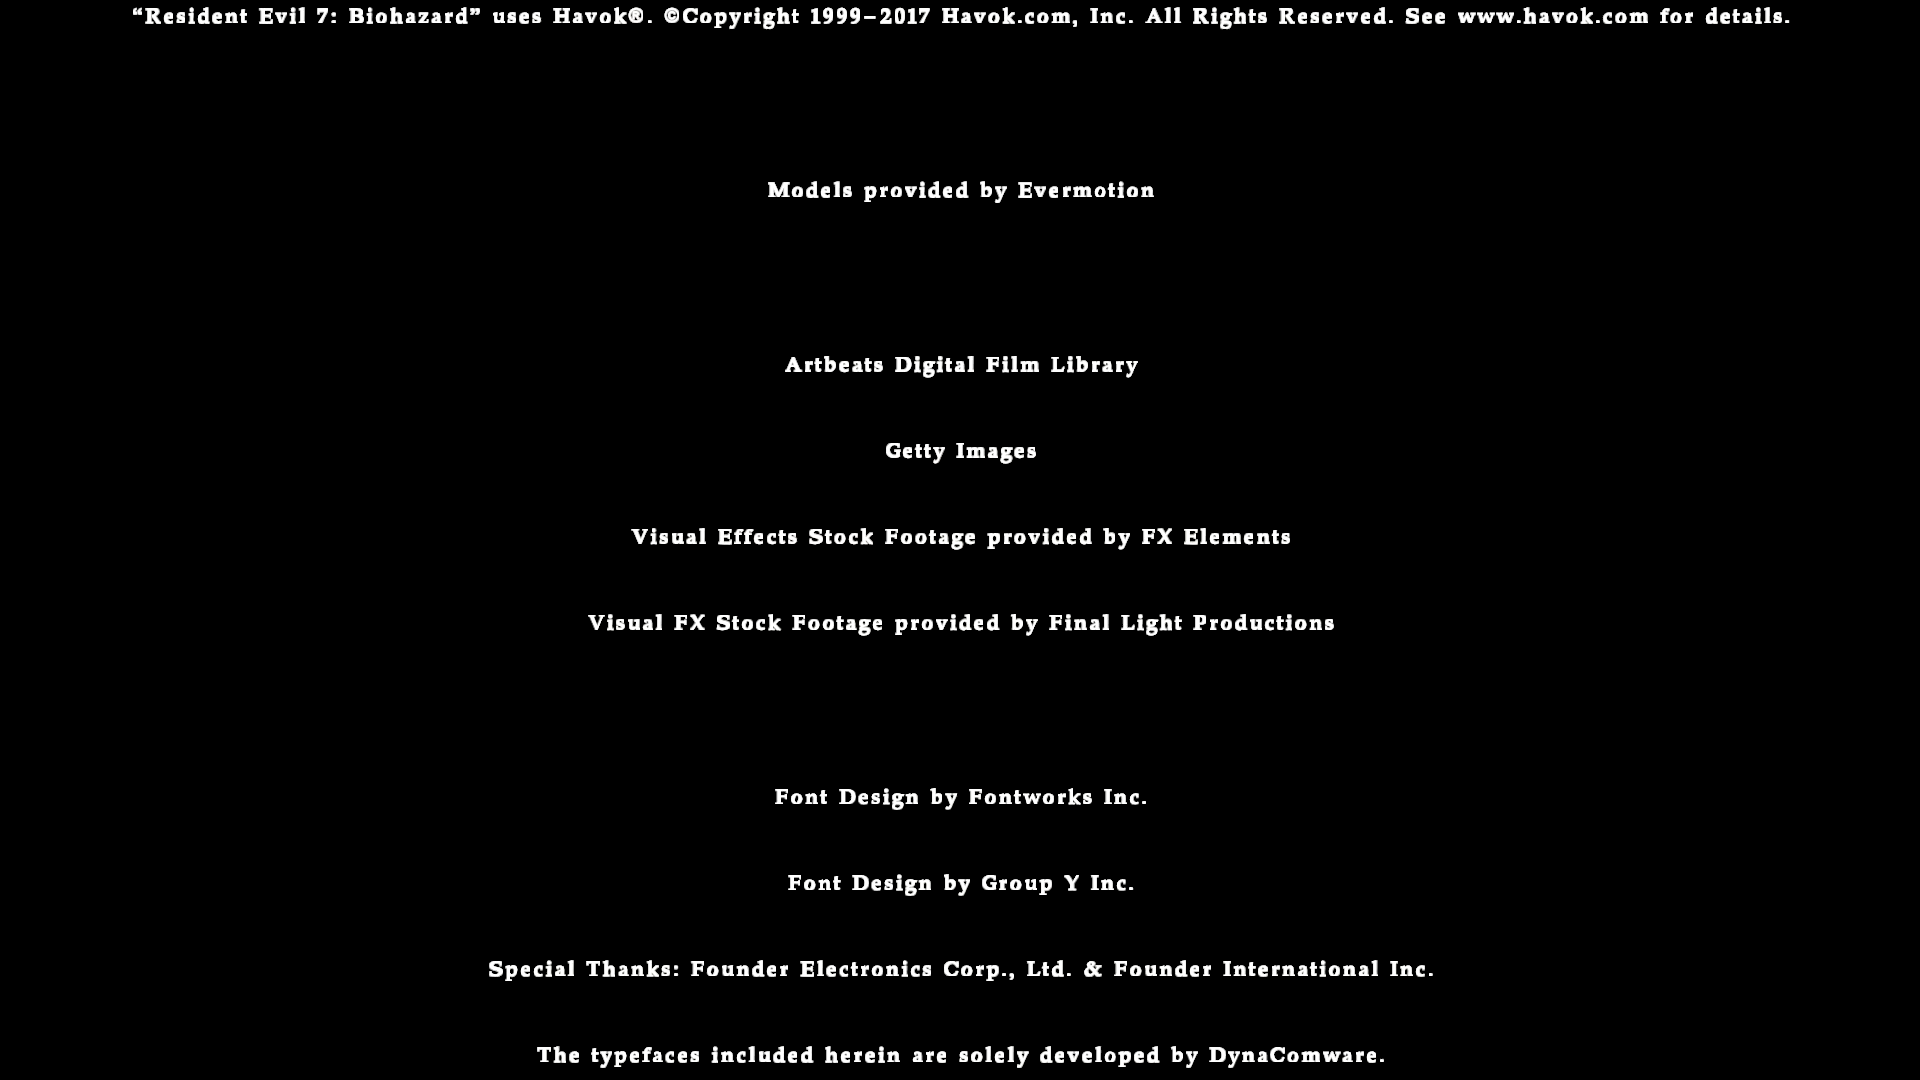 “Resident Evil 7: Biohazard” uses Havok®. ©Copyright 1999–2017 Havok.com, Inc. All Rights Reserved. See www.havok.com for details.
Models provided by Evermotion
Artbeats Digital Film Library
Getty Images
Visual Effects Stock Footage provided by FX Elements
Visual FX Stock Footage provided by Final Light Productions
Font Design by Fontworks Inc.
Font Design by Group Y Inc.
Special Thanks: Founder Electronics Corp., Ltd. & Founder International Inc.
The typefaces included herein are solely developed by DynaComware.